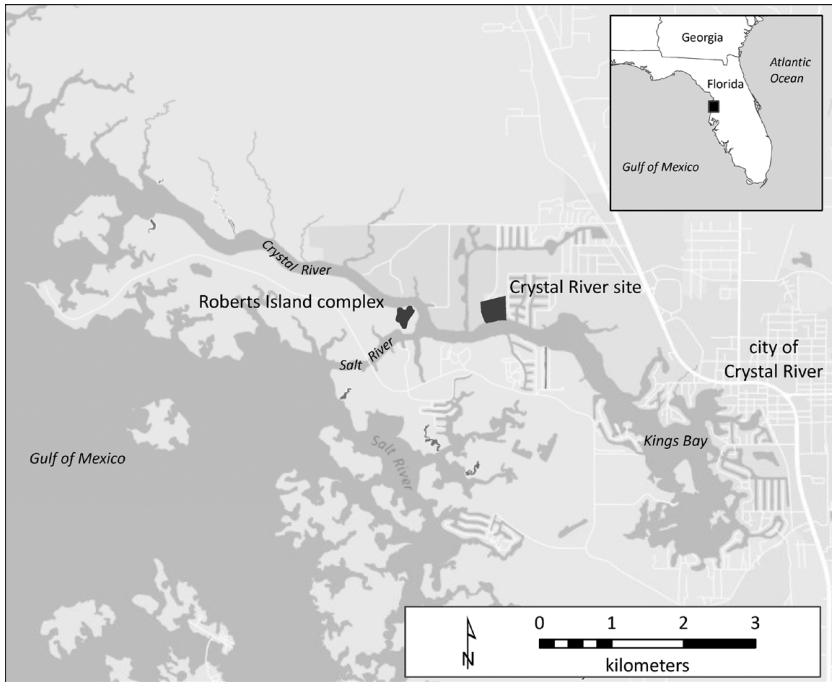 Georgia
Atlantic
Ocean
Florida
Gulf of Mexico
Crystal River
Roberts Island complex
Crystal River site
Salt River
city of
Crystal River
Kings Bay
Gulf of Mexico
Salt River
N
0 1 2 3
kilometers